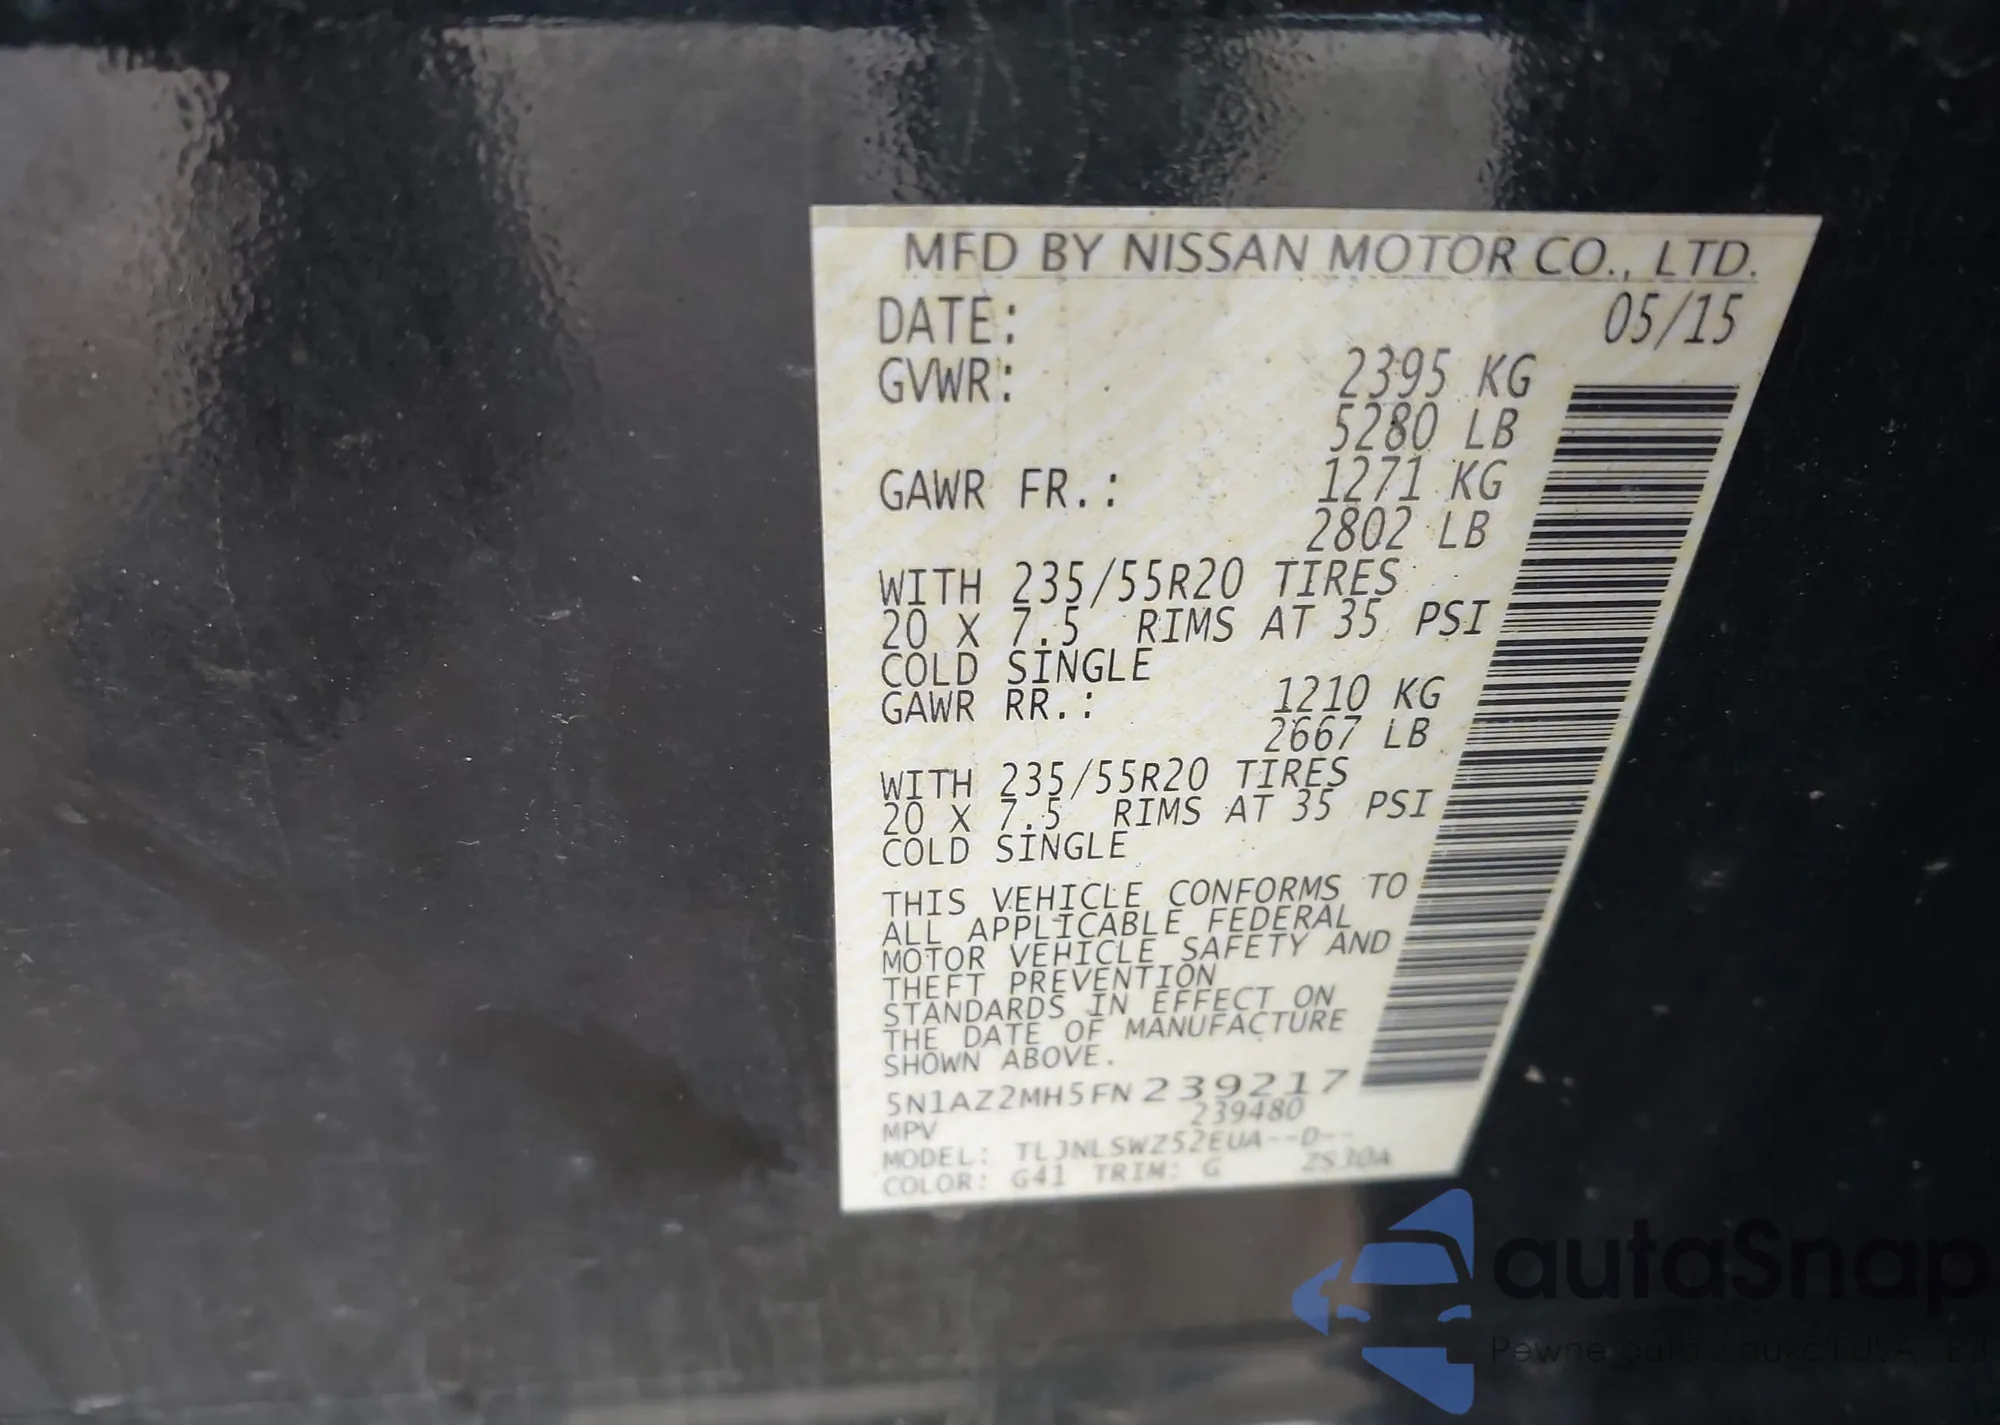 MFD BY NISSAN MOTOR CO., LTD.
DATE: 05/15
GVWR: 2395 KG
5280 LB
GAWR FR.: 1271 KG
2802 LB
WITH 235/55R20 TIRES
20 X 7.5 RIMS AT 35 PSI
COLD SINGLE
GAWR RR.: 1210 KG
2667 LB
WITH 235/55R20 TIRES
20 X 7.5 RIMS AT 35 PSI
COLD SINGLE
THIS VEHICLE CONFORMS TO
ALL APPLICABLE FEDERAL
MOTOR VEHICLE SAFETY AND
THEFT PREVENTION
STANDARDS IN EFFECT ON
THE DATE OF MANUFACTURE
SHOWN ABOVE.
5N1AZ2MH5FN239217
MPV 239480
MODEL: TLJNLSWZ52EUA--D--
COLOR: G41 TRIM: G
autaSnap
Pewne auta z aukcji USA